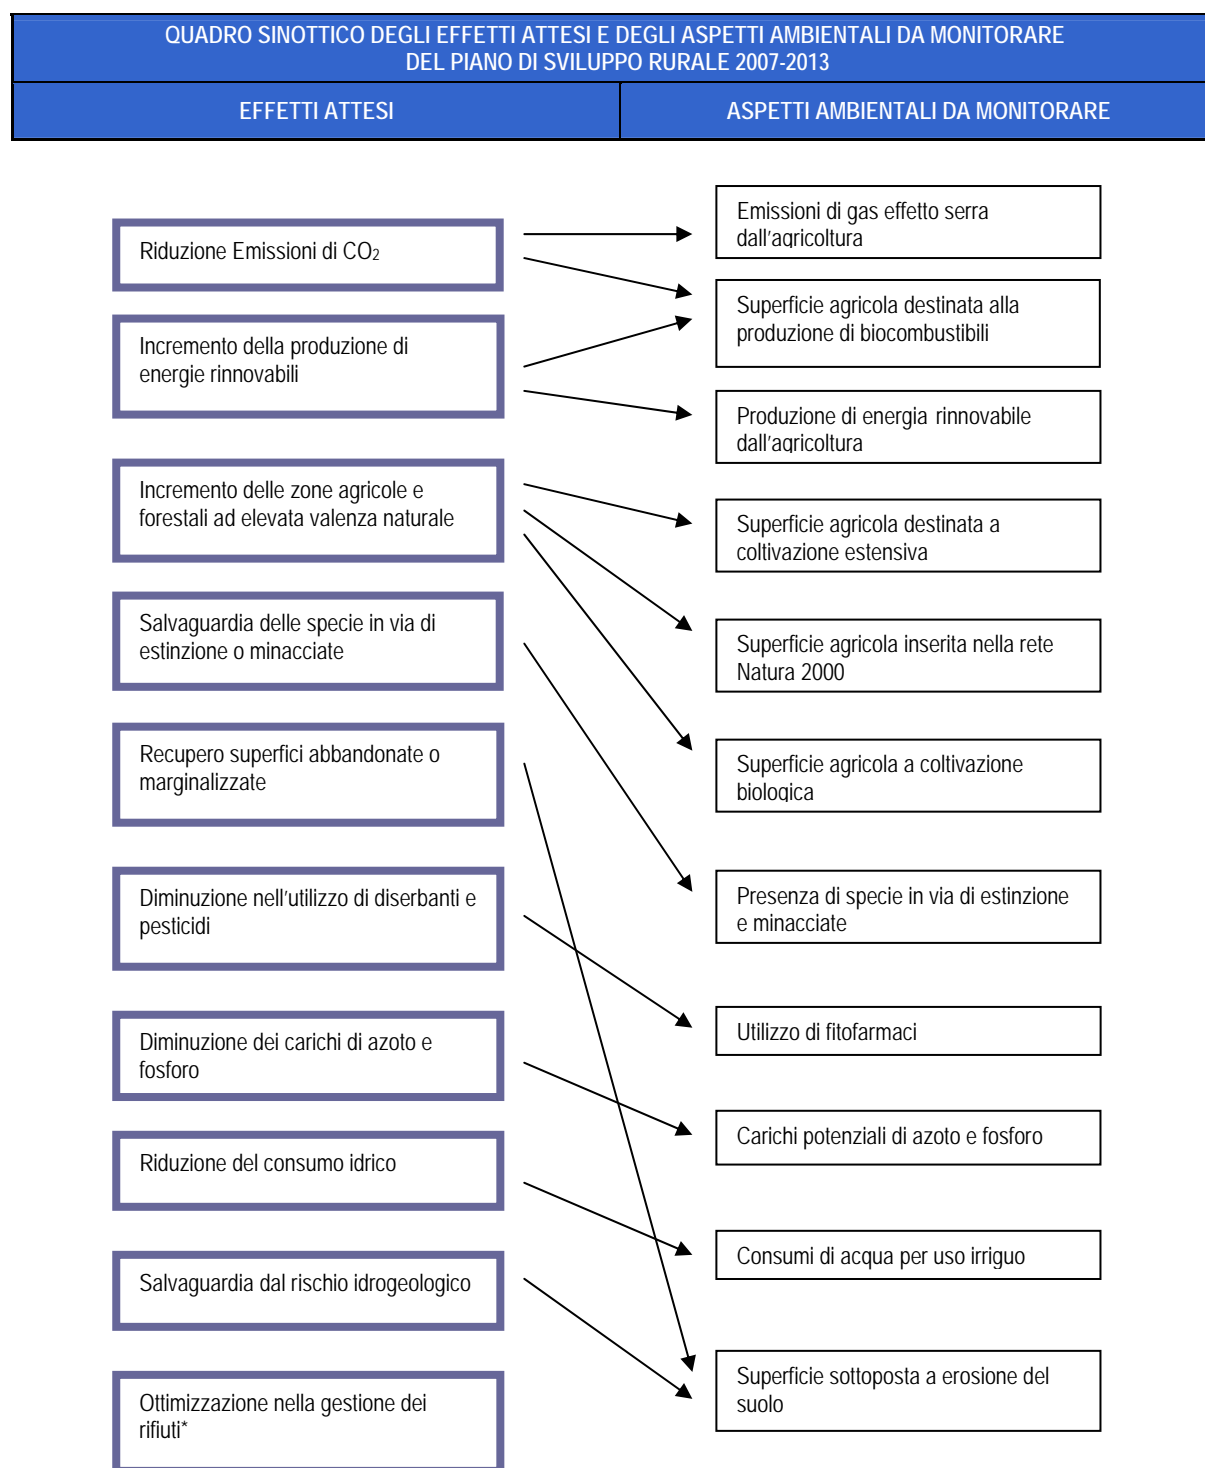 QUADRO SINOTTICO DEGLI EFFETTI ATTESI E DEGLI ASPETTI AMBIENTALI DA MONITORARE
DEL PIANO DI SVILUPPO RURALE 2007-2013
EFFETTI ATTESI
ASPETTI AMBIENTALI DA MONITORARE
Riduzione Emissioni di CO₂
Incremento della produzione di
energie rinnovabili
Incremento delle zone agricole e
forestali ad elevata valenza naturale
Salvaguardia delle specie in via di
estinzione o minacciate
Recupero superfici abbandonate o
marginalizzate
Diminuzione nell'utilizzo di diserbanti e
pesticidi
Diminuzione dei carichi di azoto e
fosforo
Riduzione del consumo idrico
Salvaguardia dal rischio idrogeologico
Ottimizzazione nella gestione dei
rifiuti*
Emissioni di gas effetto serra
dall'agricoltura
Superficie agricola destinata alla
produzione di biocombustibili
Produzione di energia rinnovabile
dall'agricoltura
Superficie agricola destinata a
coltivazione estensiva
Superficie agricola inserita nella rete
Natura 2000
Superficie agricola a coltivazione
biologica
Presenza di specie in via di estinzione
e minacciate
Utilizzo di fitofarmaci
Carichi potenziali di azoto e fosforo
Consumi di acqua per uso irriguo
Superficie sottoposta a erosione del
suolo